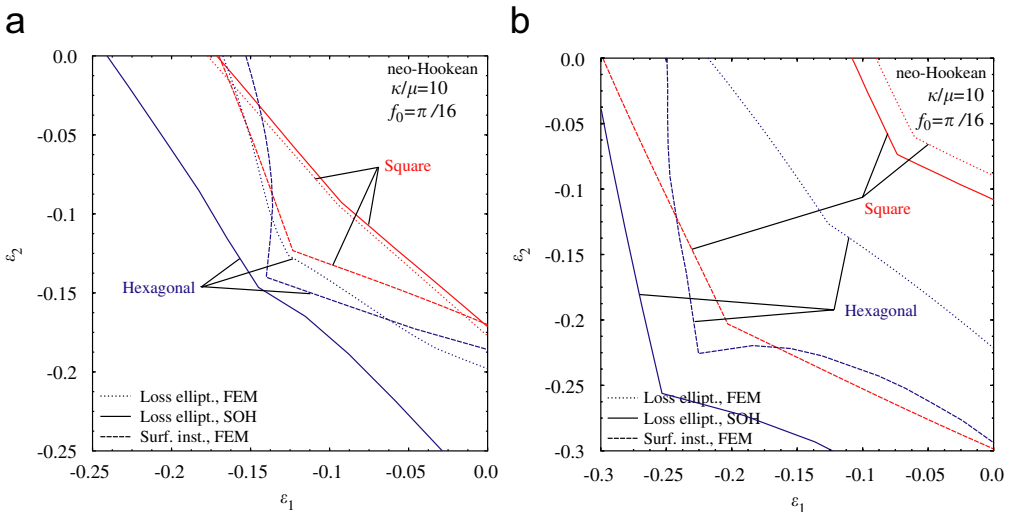 a
0.0
-0.05
-0.1
-0.15
-0.2
-0.25
ε2
neo-Hookean
κ/μ=10
f0=π/16
Square
Hexagonal
Loss ellipt., FEM
Loss ellipt., SOH
Surf. inst., FEM
-0.25 -0.2 -0.15 -0.1 -0.05 0.0
ε1
b
0.0
-0.05
-0.1
-0.15
-0.2
-0.25
-0.3
ε2
neo-Hookean
κ/μ=10
f0=π/16
Square
Hexagonal
Loss ellipt., FEM
Loss ellipt., SOH
Surf. inst., FEM
-0.3 -0.25 -0.2 -0.15 -0.1 -0.05 0.0
ε1